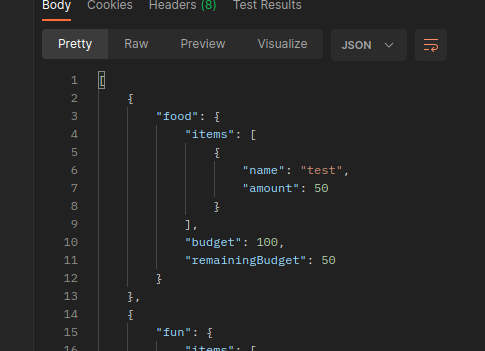 Body Cookies Headers (8) Test Results
Pretty Raw Preview Visualize JSON
1 [
2 {
3 "food": {
4 "items": [
5 {
6 "name": "test",
7 "amount": 50
8 }
9 ],
10 "budget": 100,
11 "remainingBudget": 50
12 }
13 },
14 {
15 "fun": {
16 "items": [